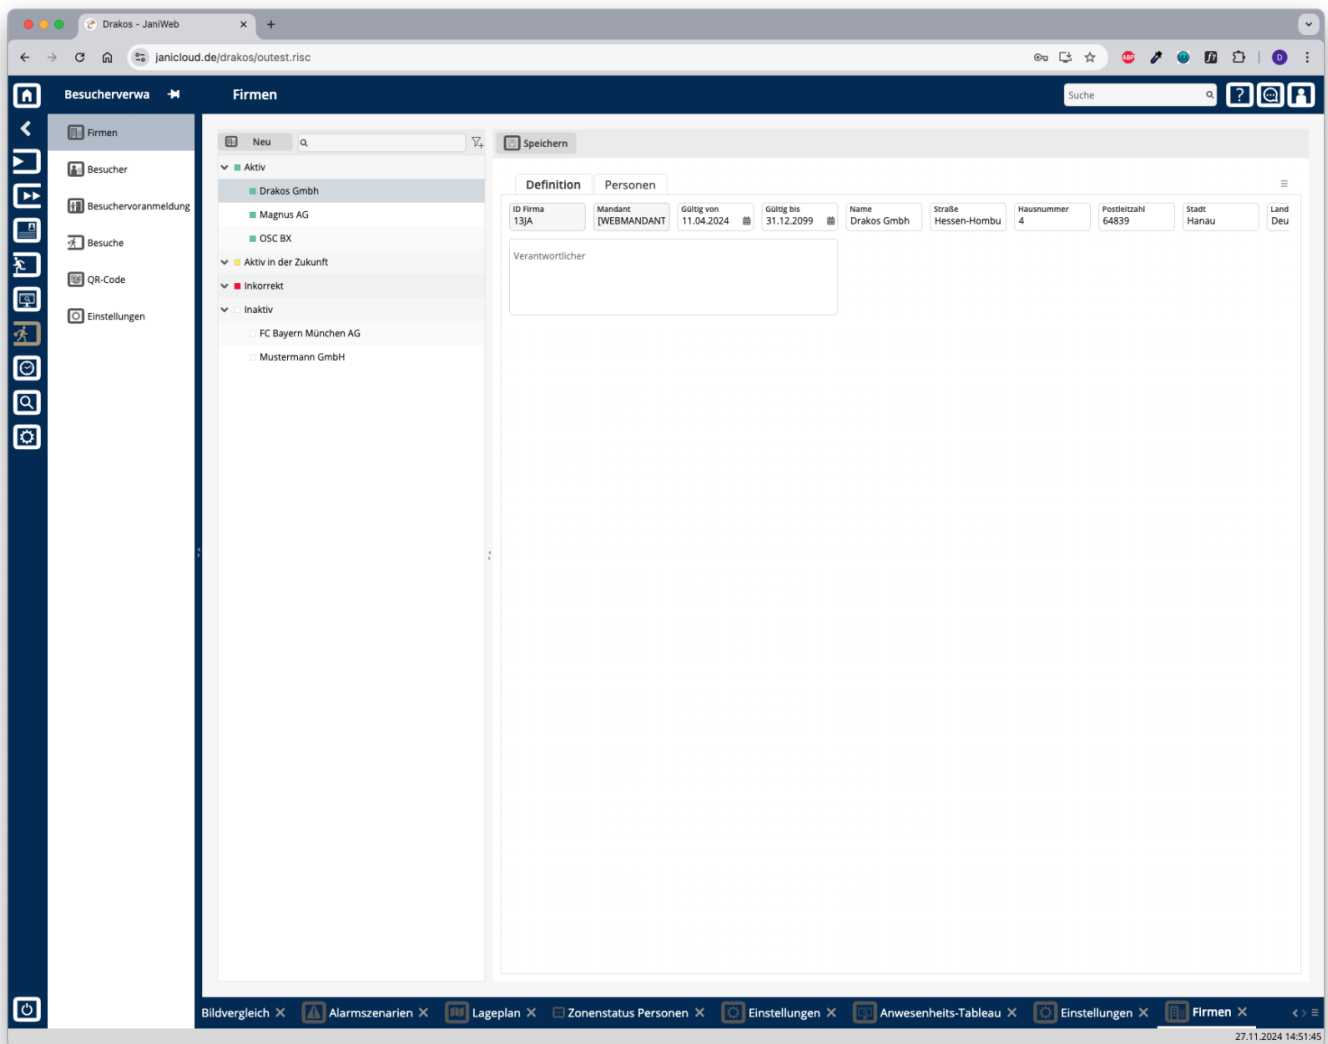 Drakos - JaniWeb
janicloud.de/drakos/outest.risc
ABP
D
Besucherverwa
Firmen
Suche
?
Firmen
Besucher
Besuchervoranmeldung
Besuche
QR-Code
Einstellungen
Neu
Aktiv
Drakos Gmbh
Magnus AG
OSC BX
Aktiv in der Zukunft
Inkorrekt
Inaktiv
FC Bayern München AG
Mustermann GmbH
Speichern
Definition Personen
ID Firma Mandant Gültig von Gültig bis Name Straße Hausnummer Postleitzahl Stadt Land
13JA [WEBMANDANT 11.04.2024 31.12.2099 Drakos Gmbh Hessen-Hombu 4 64839 Hanau Deu
Verantwortlicher
Bildvergleich Alarmszenarien Lageplan Zonenstatus Personen Einstellungen Anwesenheits-Tableau Einstellungen Firmen
27.11.2024 14:51:45